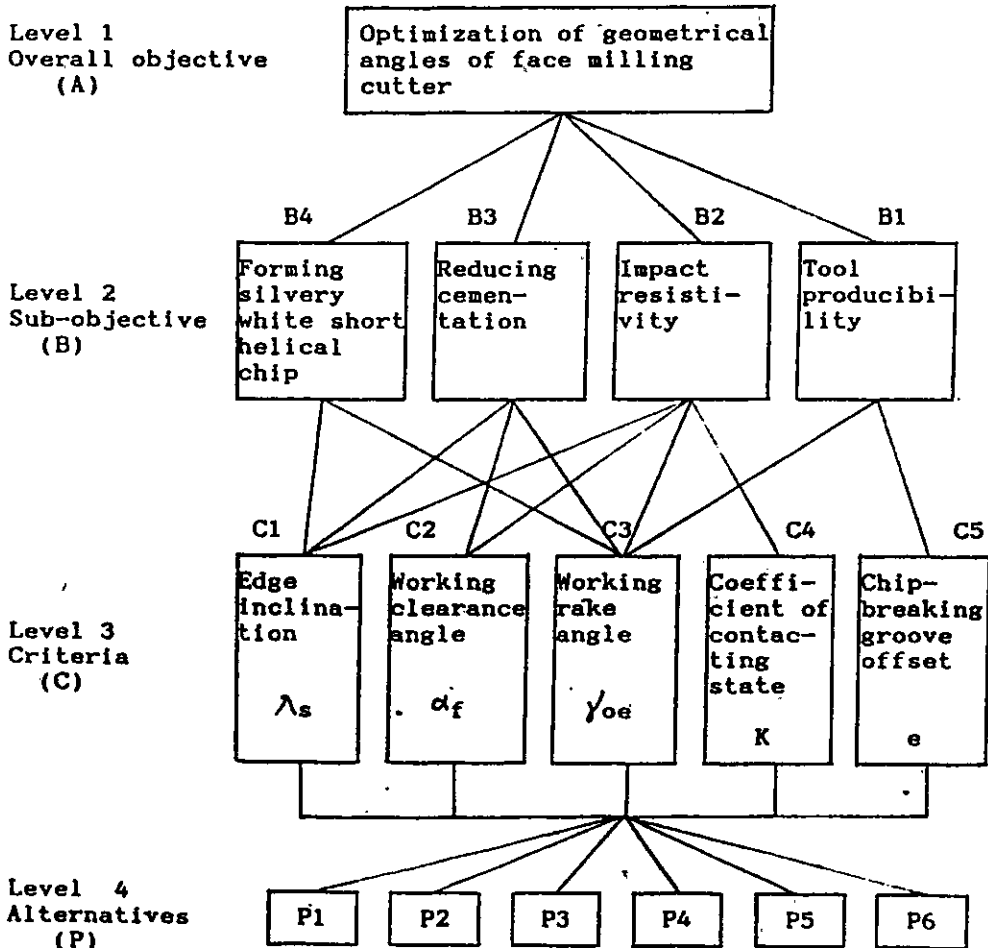 Level 1
Overall objective
(A)
Optimization of geometrical
angles of face milling
cutter
B4
B3
B2
B1
Level 2
Sub-objective
(B)
Forming
silvery
white short
helical
chip
Reducing
cemen-
tation
Impact
resisti-
vity
Tool
producibi-
lity
C1
C2
C3
C4
C5
Level 3
Criteria
(C)
Edge
inclina-
tion
λs
Working
clearance
angle
αf
Working
rake
angle
γoe
Coeffi-
cient of
contac-
ting
state
K
Chip-
breaking
groove
offset
e
Level 4
Alternatives
(P)
P1
P2
P3
P4
P5
P6